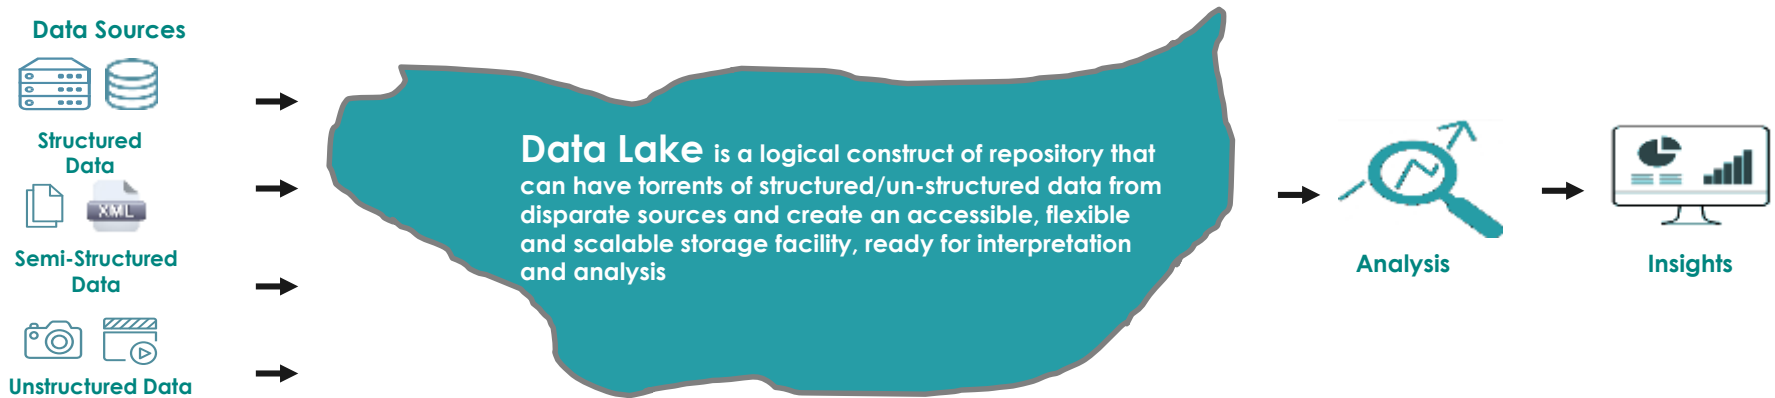 Data Sources
Structured
Data
XML
Semi-Structured
Data
Unstructured Data
Data Lake is a logical construct of repository that
can have torrents of structured/un-structured data from
disparate sources and create an accessible, flexible
and scalable storage facility, ready for interpretation
and analysis
Analysis
Insights